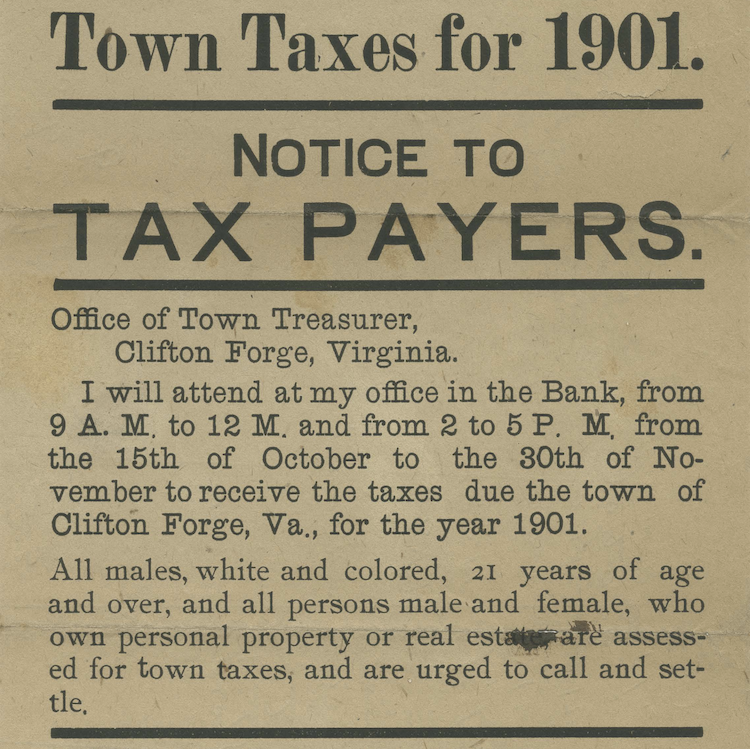 Town Taxes for 1901.
NOTICE TO
TAX PAYERS.
Office of Town Treasurer,
Clifton Forge, Virginia.
I will attend at my office in the Bank, from
9 A. M. to 12 M. and from 2 to 5 P. M. from
the 15th of October to the 30th of No-
vember to receive the taxes due the town of
Clifton Forge, Va., for the year 1901.
All males, white and colored, 21 years of age
and over, and all persons male and female, who
own personal property or real estate, are assess-
ed for town taxes, and are urged to call and set-
tle.